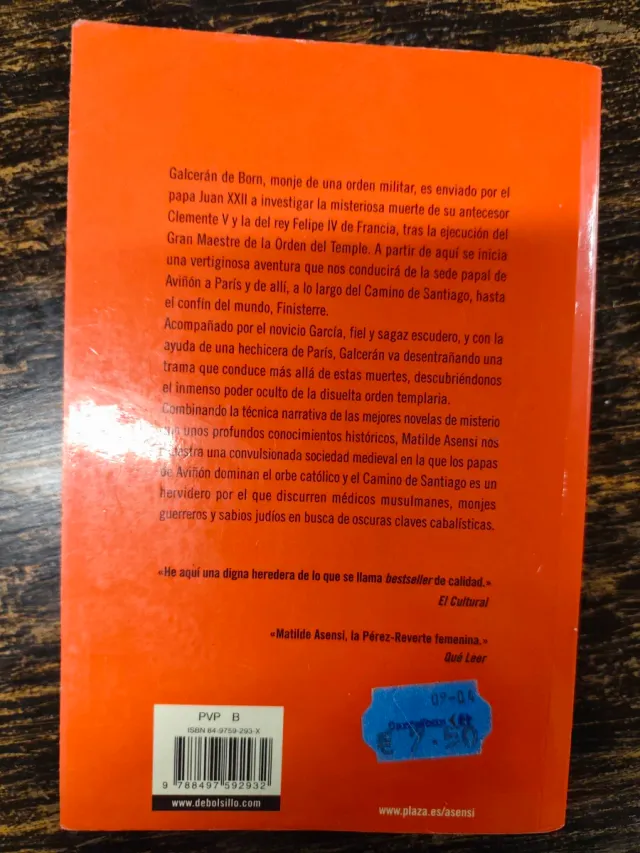 Galcerán de Born, monje de una orden militar, es enviado por el
papa Juan XXII a investigar la misteriosa muerte de su antecesor
Clemente V y la del rey Felipe IV de Francia, tras la ejecución del
Gran Maestre de la Orden del Temple. A partir de aquí se inicia
una vertiginosa aventura que nos conducirá de la sede papal de
Aviñón a París y de allí, a lo largo del Camino de Santiago, hasta
el confín del mundo, Finisterre.
Acompañado por el novicio García, fiel y sagaz escudero, y con la
ayuda de una hechicera de París, Galcerán va desentrañando una
trama que conduce más allá de estas muertes, descubriéndonos
el inmenso poder oculto de la disuelta orden templaria.
Combinando la técnica narrativa de las mejores novelas de misterio
unos profundos conocimientos históricos, Matilde Asensi nos
una convulsionada sociedad medieval en la que los papas
de Aviñón dominan el orbe católico y el Camino de Santiago es un
hervidero por el que discurren médicos musulmanes, monjes
guerreros y sabios judíos en busca de oscuras claves cabalísticas.
«He aquí una digna heredera de lo que se llama bestseller de calidad.»
El Cultural
«Matilde Asensi, la Pérez-Reverte femenina.»
Qué Leer
09-04
€ 7.50
PVP B
ISBN 84-9759-293-X
9 788497 592932
www.debolsillo.com
www.plaza.es/asensi